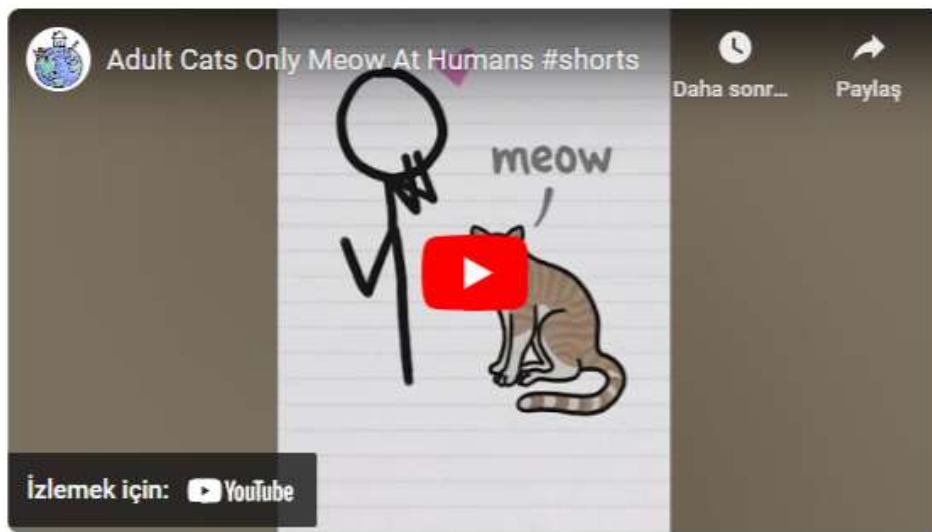 Adult Cats Only Meow At Humans #shorts
Daha sonr...
Paylaş
meow
İzlemek için: YouTube